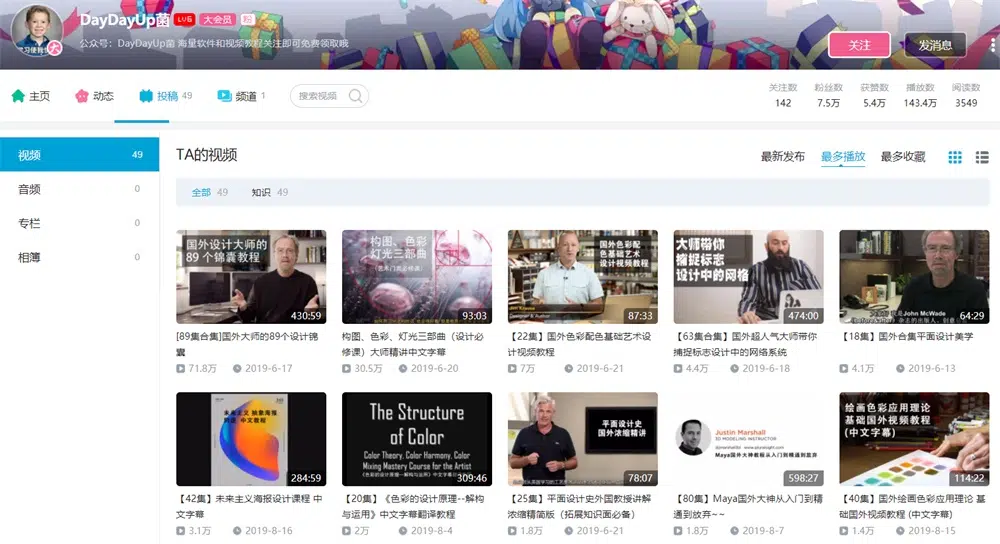 DayDayUp菌 LV6 大会员
公众号：DayDayUp菌 海量软件和视频教程关注即可免费领取哦
关注
发消息
主页
动态
投稿 49
频道 1
搜索视频
关注数 粉丝数 获赞数 播放数 阅读数
142 7.5万 5.4万 143.4万 3549
视频 49
音频 0
专栏 0
相簿 0
TA的视频
最新发布 最多播放 最多收藏
全部 49 知识 49
国外设计大师的
89 个锦囊教程
430:59
[89集合集]国外大师的89个设计锦
囊
71.8万 2019-6-17
构图、色彩
灯光三部曲
（艺术门类必修课）
93:03
构图、色彩、灯光三部曲（设计必
修课）大师精讲中文字幕
30.5万 2019-6-20
国外色彩配
色基础艺术
设计视频教程
87:33
【22集】国外色彩配色基础艺术设
计视频教程
7万 2019-6-21
大师带你
捕捉标志
设计中的网格
474:00
【63集合集】国外超人气大师带你
捕捉标志设计中的网格系统
4.4万 2019-6-18
John McWade
64:29
【18集】国外合集平面设计美学
4.1万 2019-6-13
未来主义 抽象海报
中文教程
284:59
【42集】未来主义海报设计课程 中
文字幕
3.1万 2019-8-16
The Structure
of Color
Color Theory, Color Harmony, Color
Mixing Mastery Course for the Artist
309:46
【20集】《色彩的设计原理--解构
与运用》中文字幕翻译教程
2万 2019-8-4
平面设计史
国外浓缩精讲
78:07
【25集】平面设计史外国教授讲解
浓缩精简版（拓展知识面必备）
1.8万 2019-6-21
Justin Marshall
3D MODELING INSTRUCTOR
Maya国外大神教程从入门到精通到放弃
598:27
【80集】Maya国外大神从入门到精
通到放弃~~
1.8万 2019-8-7
绘画色彩应用理论
基础国外视频教程
(中文字幕)
114:22
【40集】国外绘画色彩应用理论 基
础国外视频教程 (中文字幕)
1.4万 2019-8-15